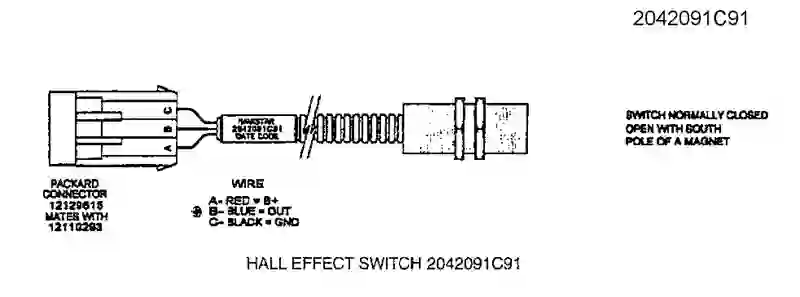 2042091C91
C
B
A
NAVISTAR
2042091C91
DATE CODE
SWITCH NORMALLY CLOSED
OPEN WITH SOUTH
POLE OF A MAGNET
PACKARD
CONNECTOR
12129615
MATES WITH
12110293
WIRE
A- RED = B+
B- BLUE = OUT
C- BLACK = GND
HALL EFFECT SWITCH 2042091C91